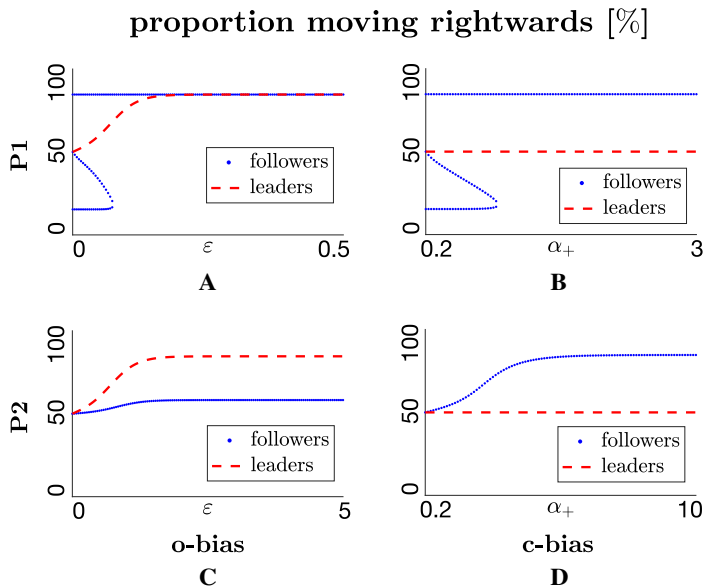 proportion moving rightwards [%]
P1
100
50
0
followers
leaders
0
ε
0.5
A
100
50
0
followers
leaders
0.2
α+
3
B
P2
100
50
0
followers
leaders
0
ε
5
o-bias
C
100
50
0
followers
leaders
0.2
α+
10
c-bias
D